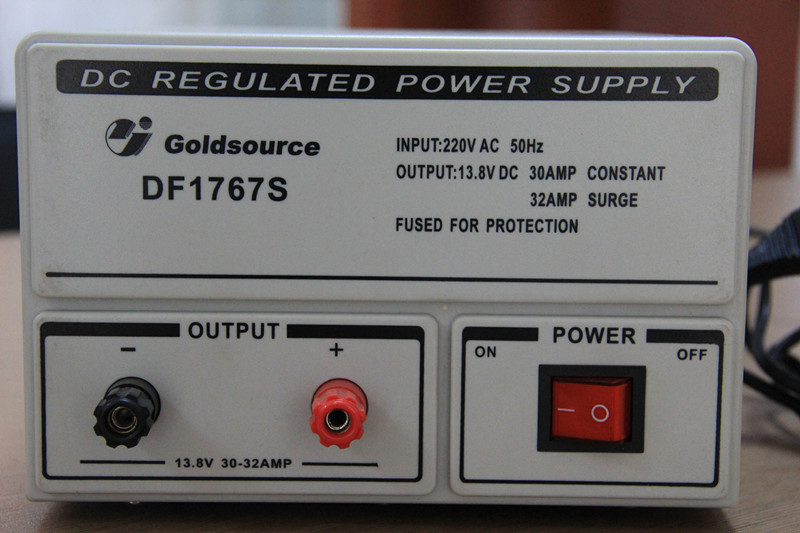 DC REGULATED POWER SUPPLY
Goldsource
DF1767S
INPUT:220V AC 50Hz
OUTPUT:13.8V DC 30AMP CONSTANT
32AMP SURGE
FUSED FOR PROTECTION
OUTPUT
- +
13.8V 30-32AMP
POWER
ON OFF
— O